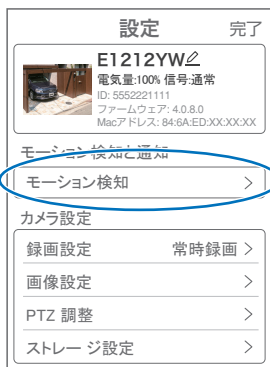 設定 完了
E1212YW
電気量:100% 信号:通常
ID: 5552221111
ファームウェア: 4.0.8.0
Macアドレス: 84:6A:ED:XX:XX:XX
モーション検知と通知
モーション検知 >
カメラ設定
録画設定 常時録画 >
画像設定 >
PTZ 調整 >
ストレージ設定 >